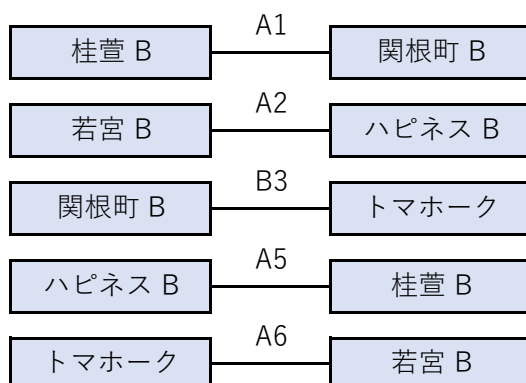 A1
桂萱 B 関根町 B
A2
若宮 B ハピネス B
B3
関根町 B トマホーク
A5
ハピネス B 桂萱 B
A6
トマホーク 若宮 B